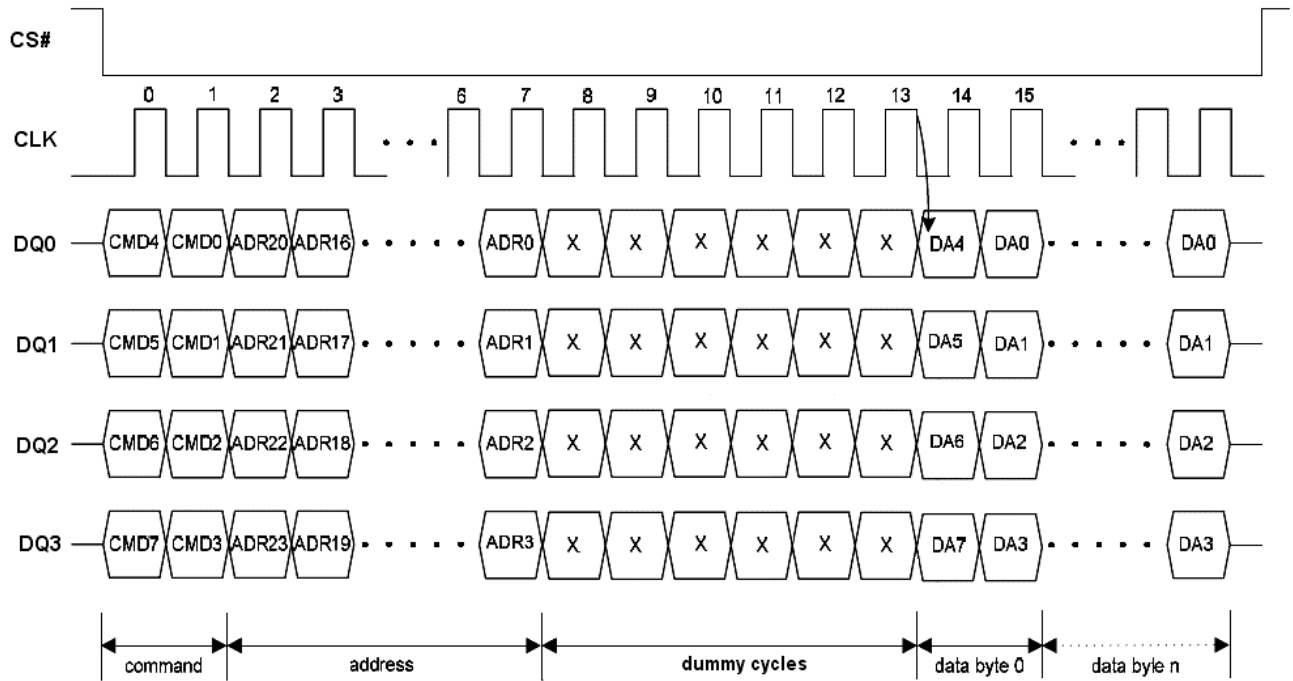 CS#
0 1 2 3 6 7 8 9 10 11 12 13 14 15
CLK
DQ0 CMD4 CMD0 ADR20 ADR16 ADR0 X X X X X X DA4 DA0 DA0
DQ1 CMD5 CMD1 ADR21 ADR17 ADR1 X X X X X X DA5 DA1 DA1
DQ2 CMD6 CMD2 ADR22 ADR18 ADR2 X X X X X X DA6 DA2 DA2
DQ3 CMD7 CMD3 ADR23 ADR19 ADR3 X X X X X X DA7 DA3 DA3
command address dummy cycles data byte 0 data byle n